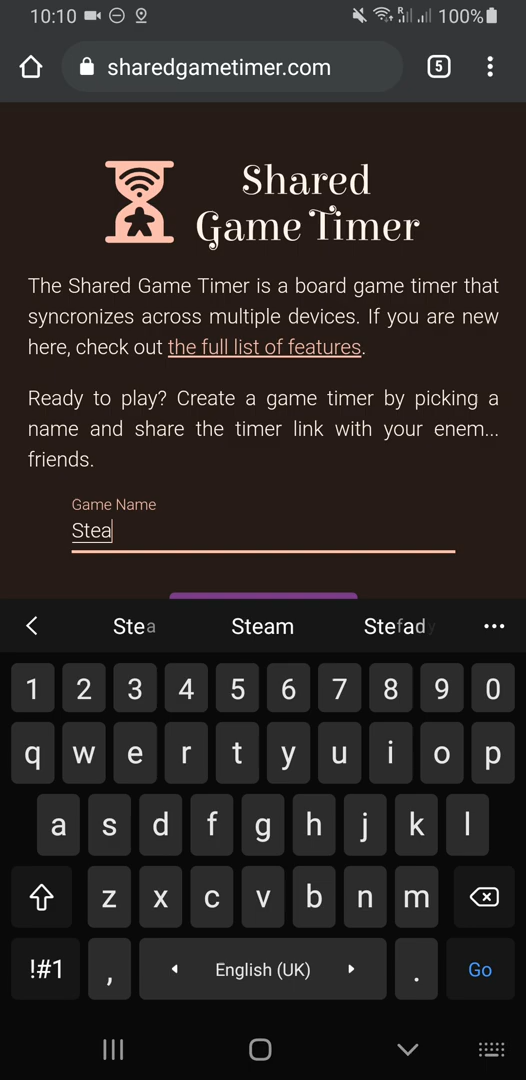 10:10 R 100%
sharedgametimer.com 5
Shared
Game Timer
The Shared Game Timer is a board game timer that
syncronizes across multiple devices. If you are new
here, check out the full list of features.
Ready to play? Create a game timer by picking a
name and share the timer link with your enem...
friends.
Game Name
Stea
Stea Steam
1 2 3 4 5 6 7 8 9 0
q w e r t y u i o p
a s d f g h j k l
z x c v b n m
!#1 , English (UK) . Go